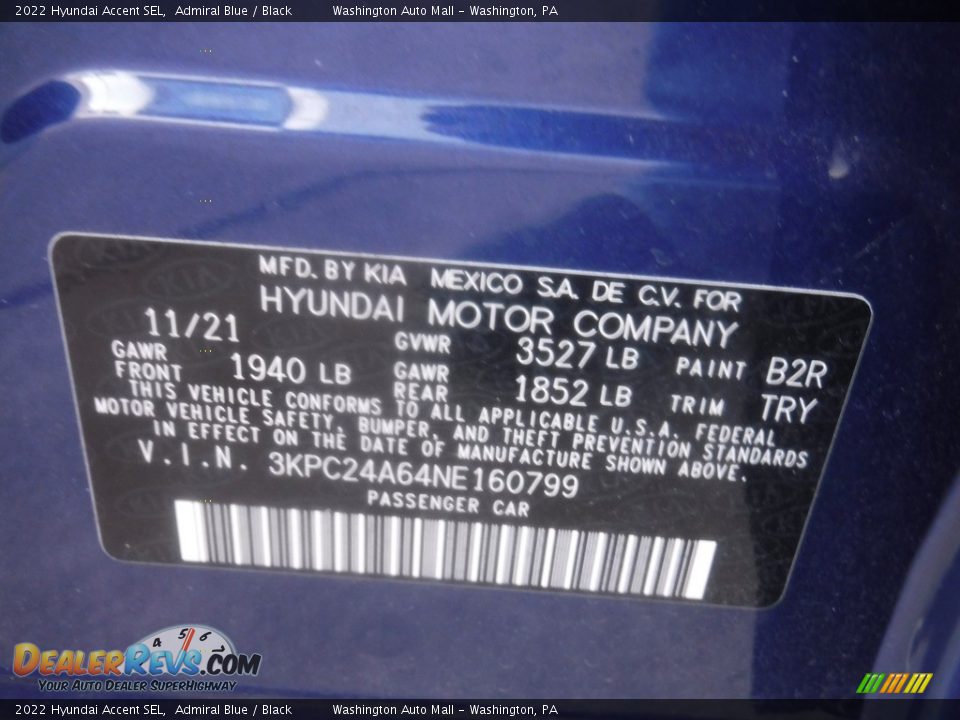 2022 Hyundai Accent SEL, Admiral Blue / Black Washington Auto Mall - Washington, PA
MFD. BY KIA MEXICO S.A. DE C.V. FOR
HYUNDAI MOTOR COMPANY
11/21 GVWR 3527 LB PAINT B2R
GAWR FRONT 1940 LB GAWR REAR 1852 LB TRIM TRY
THIS VEHICLE CONFORMS TO ALL APPLICABLE U.S.A. FEDERAL
MOTOR VEHICLE SAFETY, BUMPER, AND THEFT PREVENTION STANDARDS
IN EFFECT ON THE DATE OF MANUFACTURE SHOWN ABOVE.
V.I.N. 3KPC24A64NE160799
PASSENGER CAR
4 5 6
DEALERREVS.COM
YOUR AUTO DEALER SUPERHIGHWAY
2022 Hyundai Accent SEL, Admiral Blue / Black Washington Auto Mall - Washington, PA